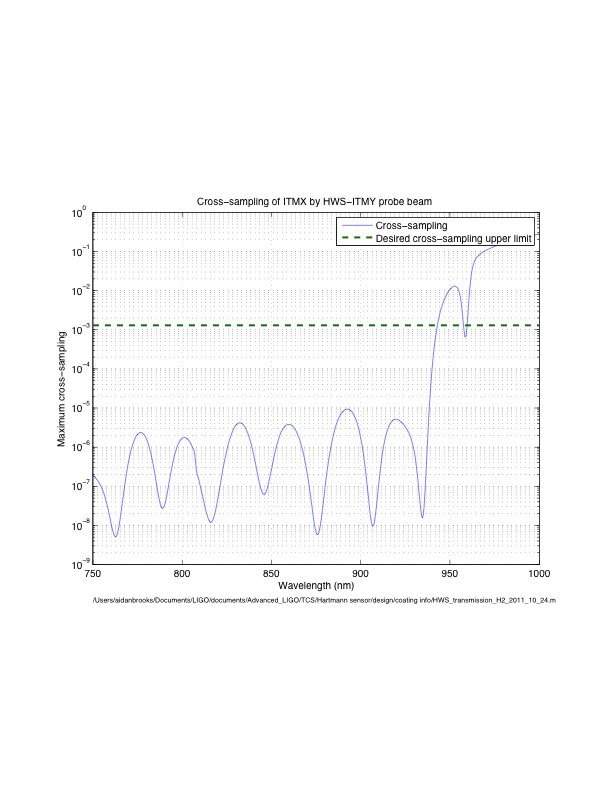 Cross−sampling of ITMX by HWS−ITMY probe beam
10^0
Cross−sampling
Desired cross−sampling upper limit
10^−1
10^−2
10^−3
10^−4
10^−5
10^−6
10^−7
10^−8
10^−9
Maximum cross−sampling
750 800 850 900 950 1000
Wavelength (nm)
/Users/aidanbrooks/Documents/LIGO/documents/Advanced_LIGO/TCS/Hartmann sensor/design/coating info/HWS_transmission_H2_2011_10_24.m